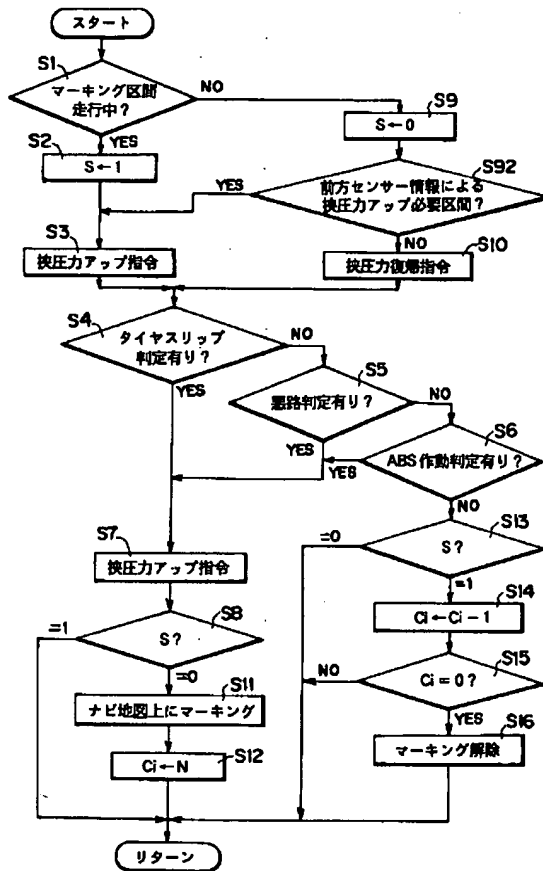 スタート
S1
マーキング区間
走行中?
NO
YES
S9
S←0
S2
S←1
S92
前方センサー情報による
挟圧力アップ必要区間?
YES
NO
S3
挟圧力アップ指令
S10
挟圧力復帰指令
S4
タイヤスリップ
判定有り?
NO
YES
S5
悪路判定有り?
NO
YES
S6
ABS作動判定有り?
YES
NO
S7
挟圧力アップ指令
S13
S?
=0
=1
S8
S?
=1
=0
S14
Ci←Ci-1
S15
Ci=0?
NO
YES
S11
ナビ地図上にマーキング
S16
マーキング解除
S12
Ci←N
リターン